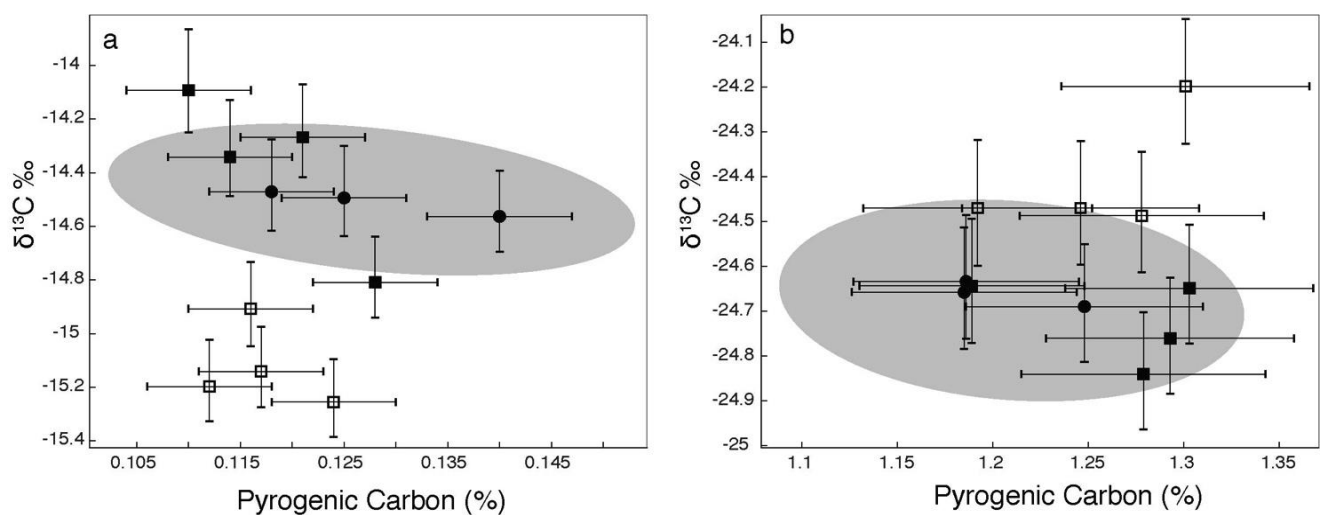 a
-14
-14.2
-14.4
-14.6
-14.8
-15
-15.2
-15.4
δ¹³C ‰
0.105 0.115 0.125 0.135 0.145
Pyrogenic Carbon (%)
b
-24.1
-24.2
-24.3
-24.4
-24.5
-24.6
-24.7
-24.8
-24.9
-25
δ¹³C ‰
1.1 1.15 1.2 1.25 1.3 1.35
Pyrogenic Carbon (%)